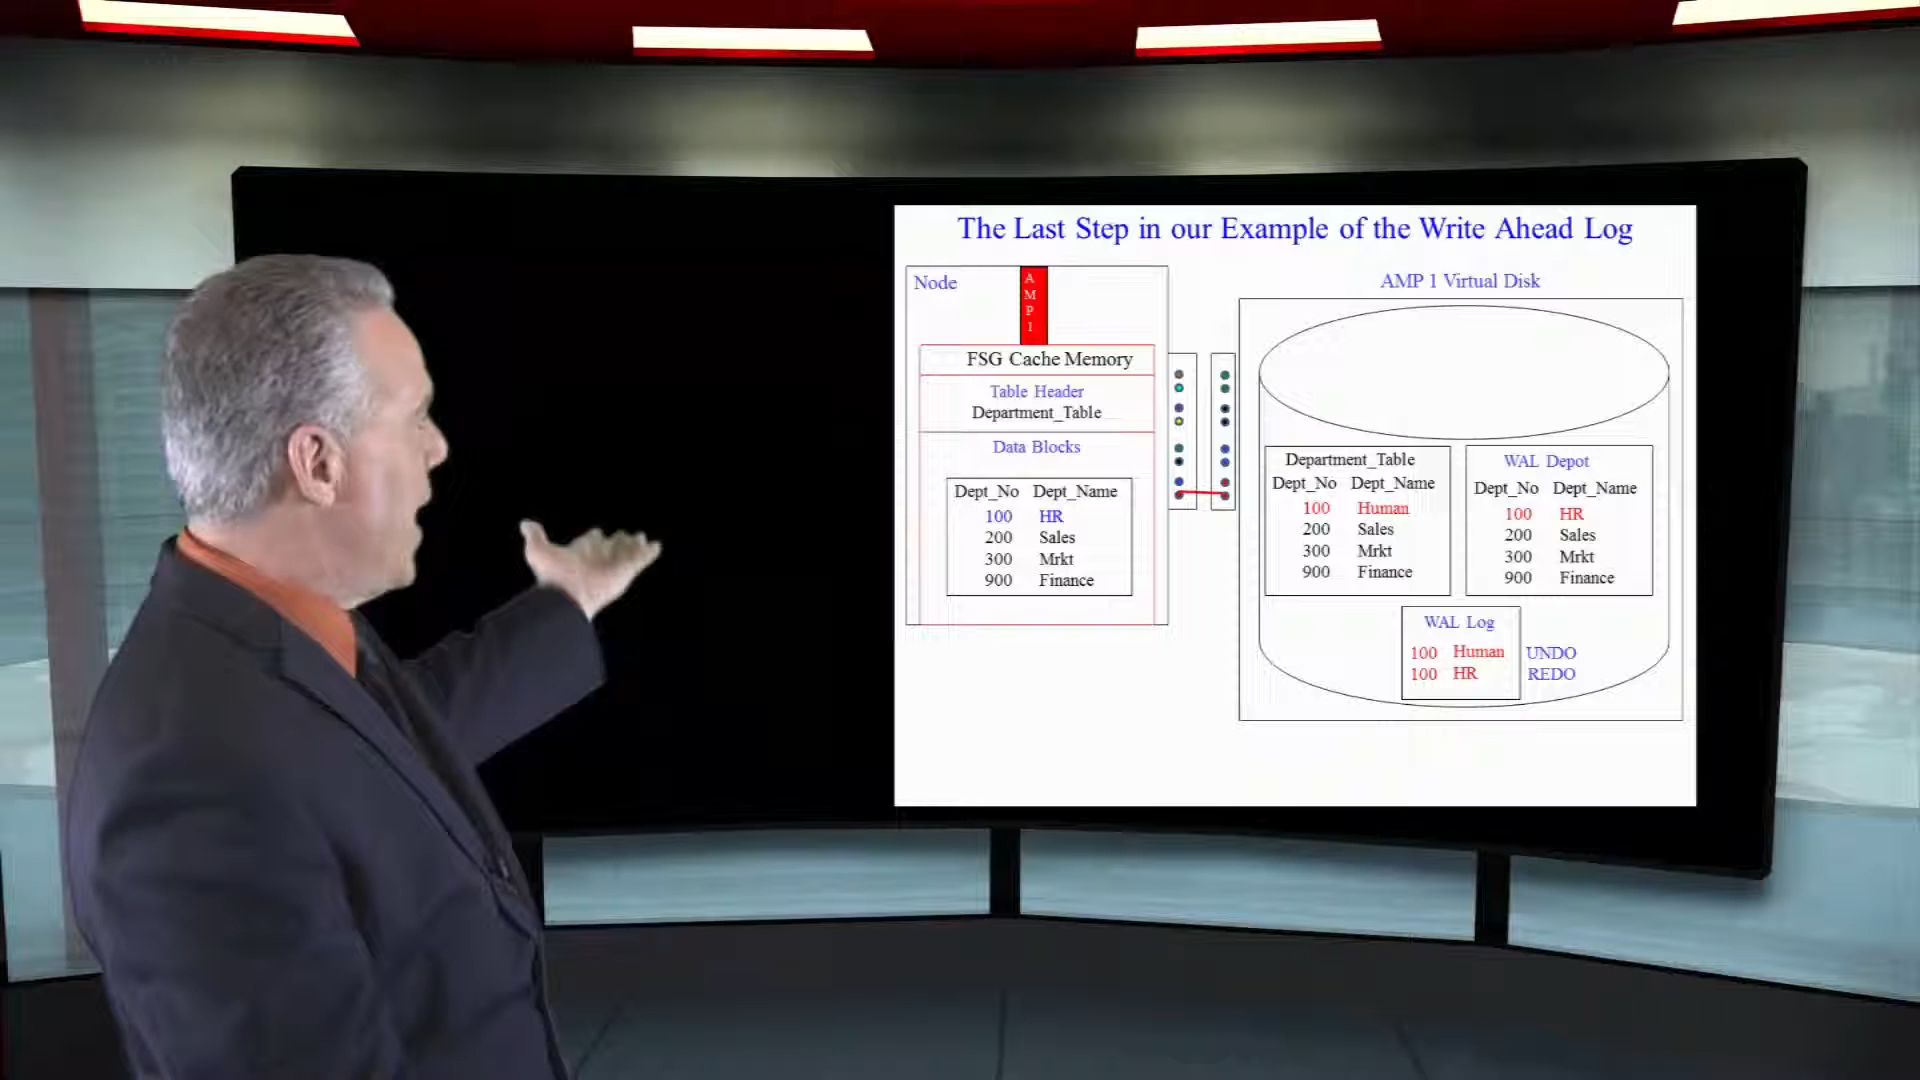 The Last Step in our Example of the Write Ahead Log
Node
A
M
P
1
FSG Cache Memory
Table Header
Department_Table
Data Blocks
Dept_No Dept_Name
100 HR
200 Sales
300 Mrkt
900 Finance
AMP 1 Virtual Disk
Department_Table
Dept_No Dept_Name
100 Human
200 Sales
300 Mrkt
900 Finance
WAL Depot
Dept_No Dept_Name
100 HR
200 Sales
300 Mrkt
900 Finance
WAL Log
100 Human UNDO
100 HR REDO